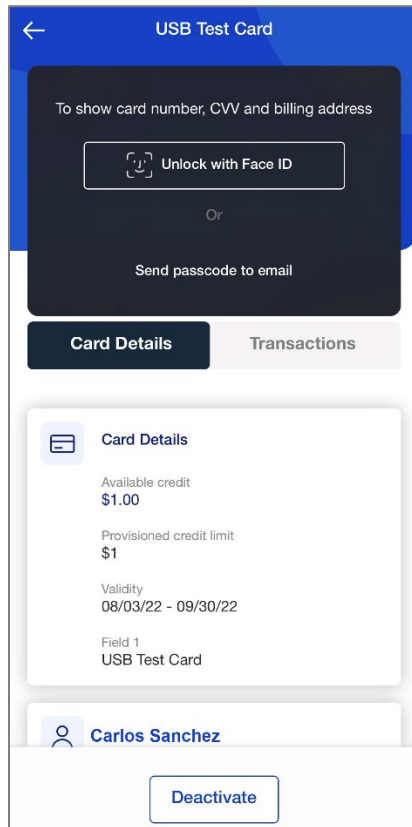 USB Test Card
To show card number, CVV and billing address
Unlock with Face ID
Or
Send passcode to email
Card Details
Transactions
Card Details
Available credit
$1.00
Provisioned credit limit
$1
Validity
08/03/22 - 09/30/22
Field 1
USB Test Card
Carlos Sanchez
Deactivate